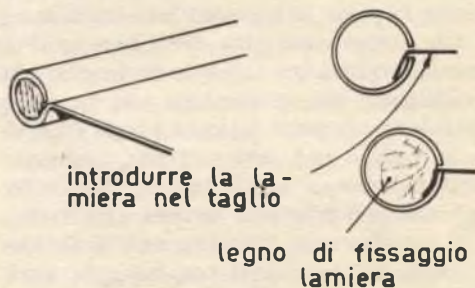 introdurre la la-
miera nel taglio
legno di fissaggio
lamiera